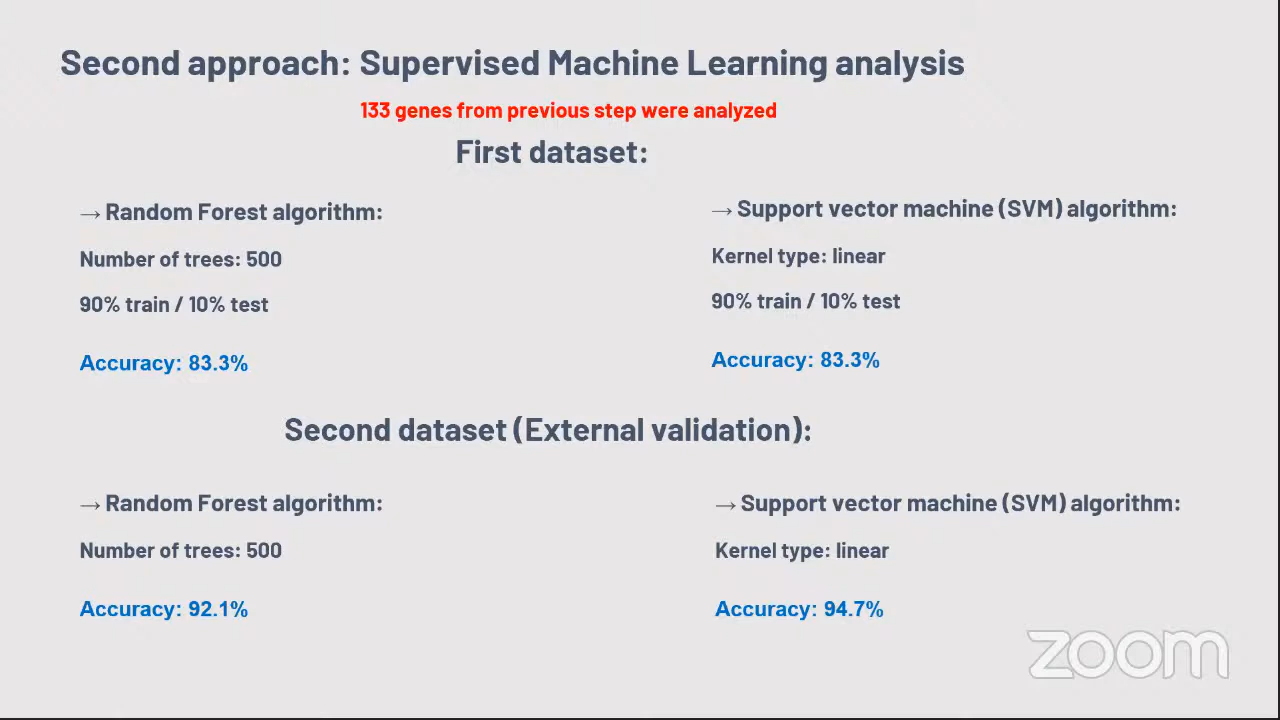 Second approach: Supervised Machine Learning analysis
133 genes from previous step were analyzed
First dataset:
→ Random Forest algorithm:
Number of trees: 500
90% train / 10% test
Accuracy: 83.3%
→ Support vector machine (SVM) algorithm:
Kernel type: linear
90% train / 10% test
Accuracy: 83.3%
Second dataset (External validation):
→ Random Forest algorithm:
Number of trees: 500
Accuracy: 92.1%
→ Support vector machine (SVM) algorithm:
Kernel type: linear
Accuracy: 94.7%
zoom